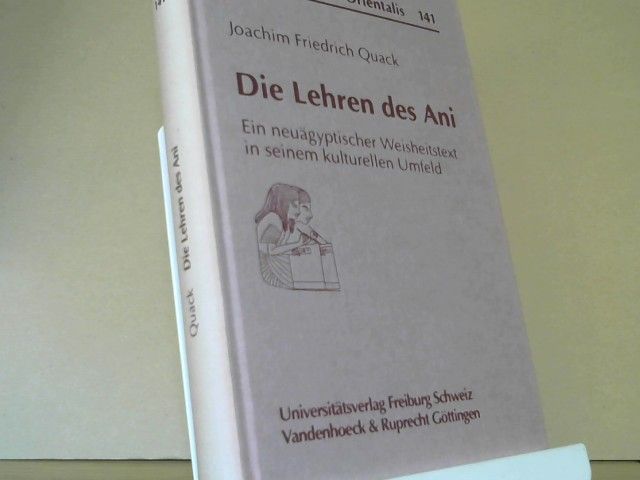 Orientalis 141
Joachim Friedrich Quack
Die Lehren des Ani
Ein neuägyptischer Weisheitstext
in seinem kulturellen Umfeld
Universitätsverlag Freiburg Schweiz
Vandenhoeck & Ruprecht Göttingen
Quack Die Lehren des Ani